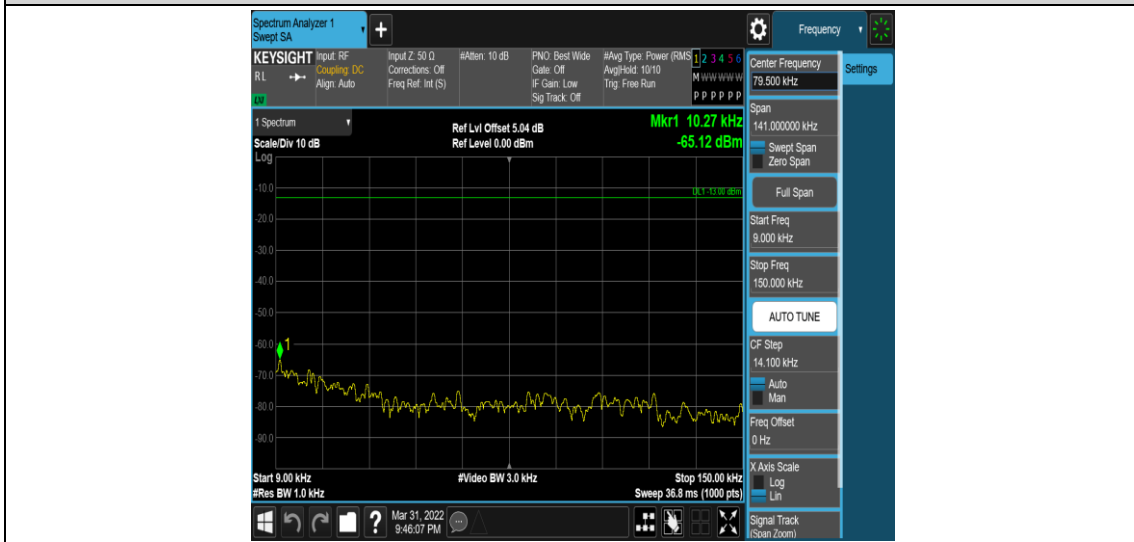 Spectrum Analyzer 1
Swept SA
+
Frequency
KEYSIGHT
RL
LXI
Input: RF
Coupling: DC
Align: Auto
Input Z: 50 Ω
Corrections: Off
Freq Ref: Int (S)
#Atten: 10 dB
PNO: Best Wide
Gate: Off
IF Gain: Low
Sig Track: Off
#Avg Type: Power (RMS
Avg|Hold: 10/10
Trig: Free Run
1 2 3 4 5 6
M W W W W W
P P P P P P
1 Spectrum
Scale/Div 10 dB
Log
Ref Lvl Offset 5.04 dB
Ref Level 0.00 dBm
Mkr1 10.27 kHz
-65.12 dBm
DL1 -13.00 dBm
-10.0
-20.0
-30.0
-40.0
-50.0
-60.0
1
-70.0
-80.0
-90.0
Start 9.00 kHz
#Res BW 1.0 kHz
#Video BW 3.0 kHz
Stop 150.00 kHz
Sweep 36.8 ms (1000 pts)
?
Mar 31, 2022
9:46:07 PM
Center Frequency
79.500 kHz
Settings
Span
141.000000 kHz
Swept Span
Zero Span
Full Span
Start Freq
9.000 kHz
Stop Freq
150.000 kHz
AUTO TUNE
CF Step
14.100 kHz
Auto
Man
Freq Offset
0 Hz
X Axis Scale
Log
Lin
Signal Track
(Span Zoom)